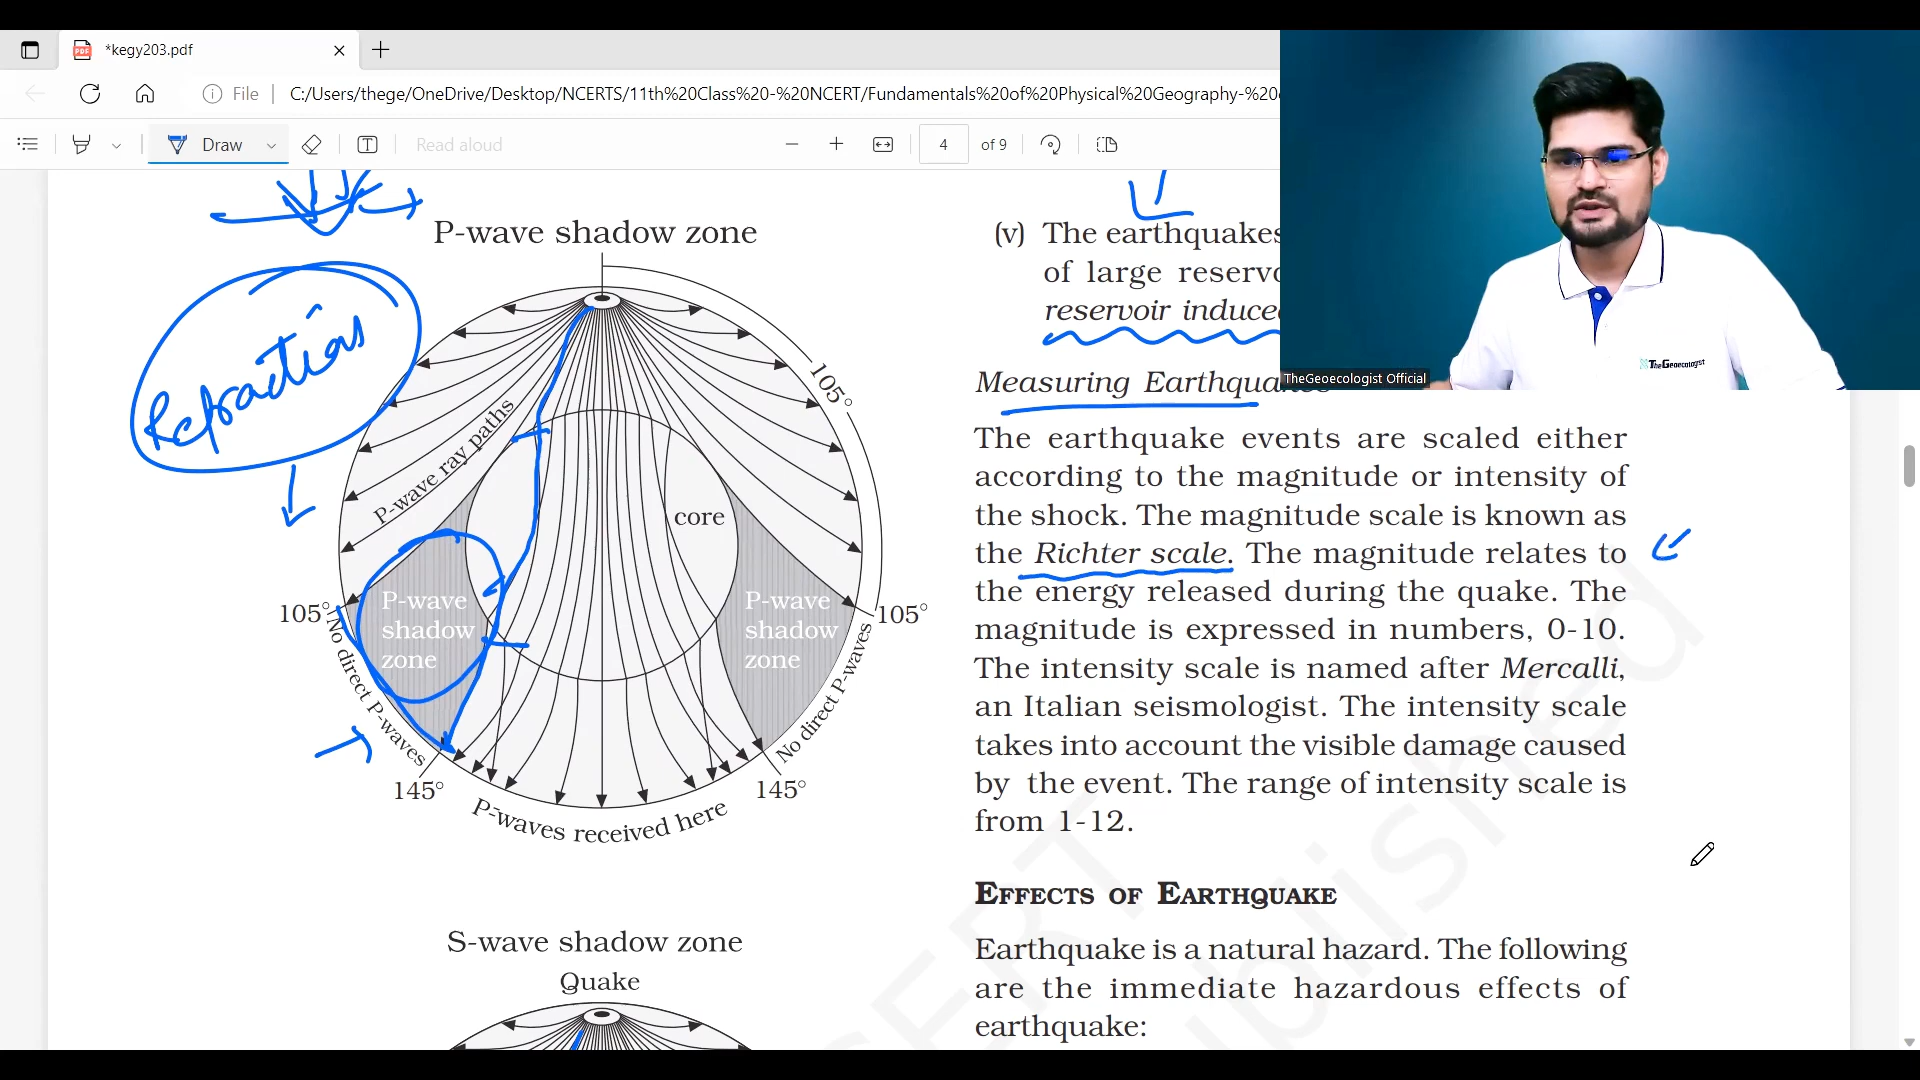 *kegy203.pdf
File
C:/Users/thege/OneDrive/Desktop/NCERTS/11th%20Class%20-%20NCERT/Fundamentals%20of%20Physical%20Geography-%20
Draw
Read aloud
4 of 9
P-wave shadow zone
Refraction
105°
P-wave ray paths
core
P-wave shadow zone
P-wave shadow zone
105°
105°
No direct P-waves
No direct P-waves
145°
145°
P-waves received here
S-wave shadow zone
Quake
(v) The earthquakes
of large
reservoir
TheGeoecologist
TheGeoecologist Official
Measuring
The earthquake events are scaled either
according to the magnitude or intensity of
the shock. The magnitude scale is known as
the Richter scale. The magnitude relates to
the energy released during the quake. The
magnitude is expressed in numbers, 0-10.
The intensity scale is named after Mercalli,
an Italian seismologist. The intensity scale
takes into account the visible damage caused
by the event. The range of intensity scale is
from 1-12.
EFFECTS OF EARTHQUAKE
Earthquake is a natural hazard. The following
are the immediate hazardous effects of
earthquake: